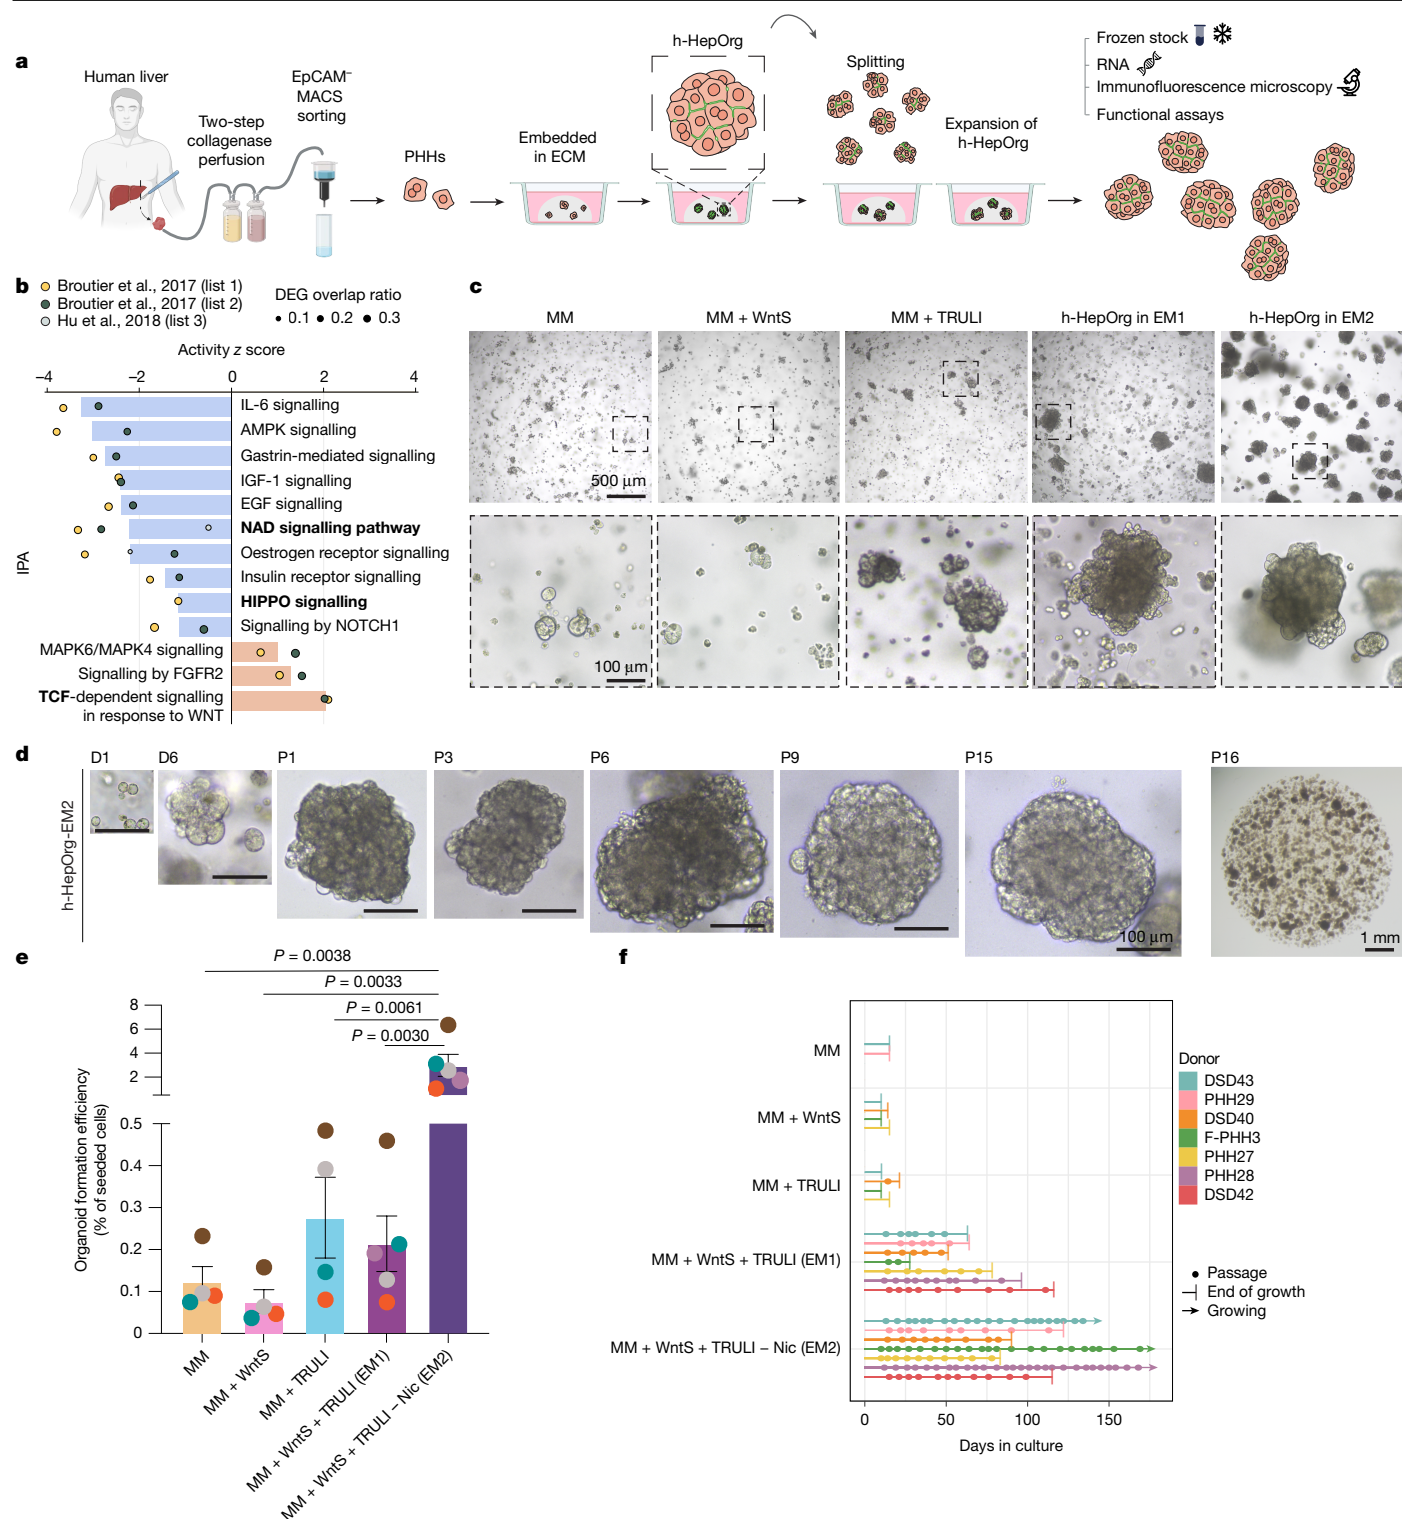 a
Human liver
Two-step
collagenase
perfusion
EpCAM–
MACS
sorting
PHHs
Embedded
in ECM
h-HepOrg
Splitting
Expansion of
h-HepOrg
Frozen stock
RNA
Immunofluorescence microscopy
Functional assays
b
Broutier et al., 2017 (list 1)
Broutier et al., 2017 (list 2)
Hu et al., 2018 (list 3)
DEG overlap ratio
0.1 0.2 0.3
Activity z score
–4 –2 0 2 4
IPA
IL-6 signalling
AMPK signalling
Gastrin-mediated signalling
IGF-1 signalling
EGF signalling
NAD signalling pathway
Oestrogen receptor signalling
Insulin receptor signalling
HIPPO signalling
Signalling by NOTCH1
MAPK6/MAPK4 signalling
Signalling by FGFR2
TCF-dependent signalling
in response to WNT
c
MM
MM + WntS
MM + TRULI
h-HepOrg in EM1
h-HepOrg in EM2
500 μm
100 μm
d
h-HepOrg-EM2
D1
D6
P1
P3
P6
P9
P15
P16
100 μm
1 mm
e
P = 0.0038
P = 0.0033
P = 0.0061
P = 0.0030
Organoid formation efficiency
(% of seeded cells)
8
6
4
2
0.5
0.4
0.3
0.2
0.1
0
MM
MM + WntS
MM + TRULI
MM + WntS + TRULI (EM1)
MM + WntS + TRULI – Nic (EM2)
f
MM
MM + WntS
MM + TRULI
MM + WntS + TRULI (EM1)
MM + WntS + TRULI – Nic (EM2)
0 50 100 150
Days in culture
Donor
DSD43
PHH29
DSD40
F-PHH3
PHH27
PHH28
DSD42
Passage
End of growth
Growing